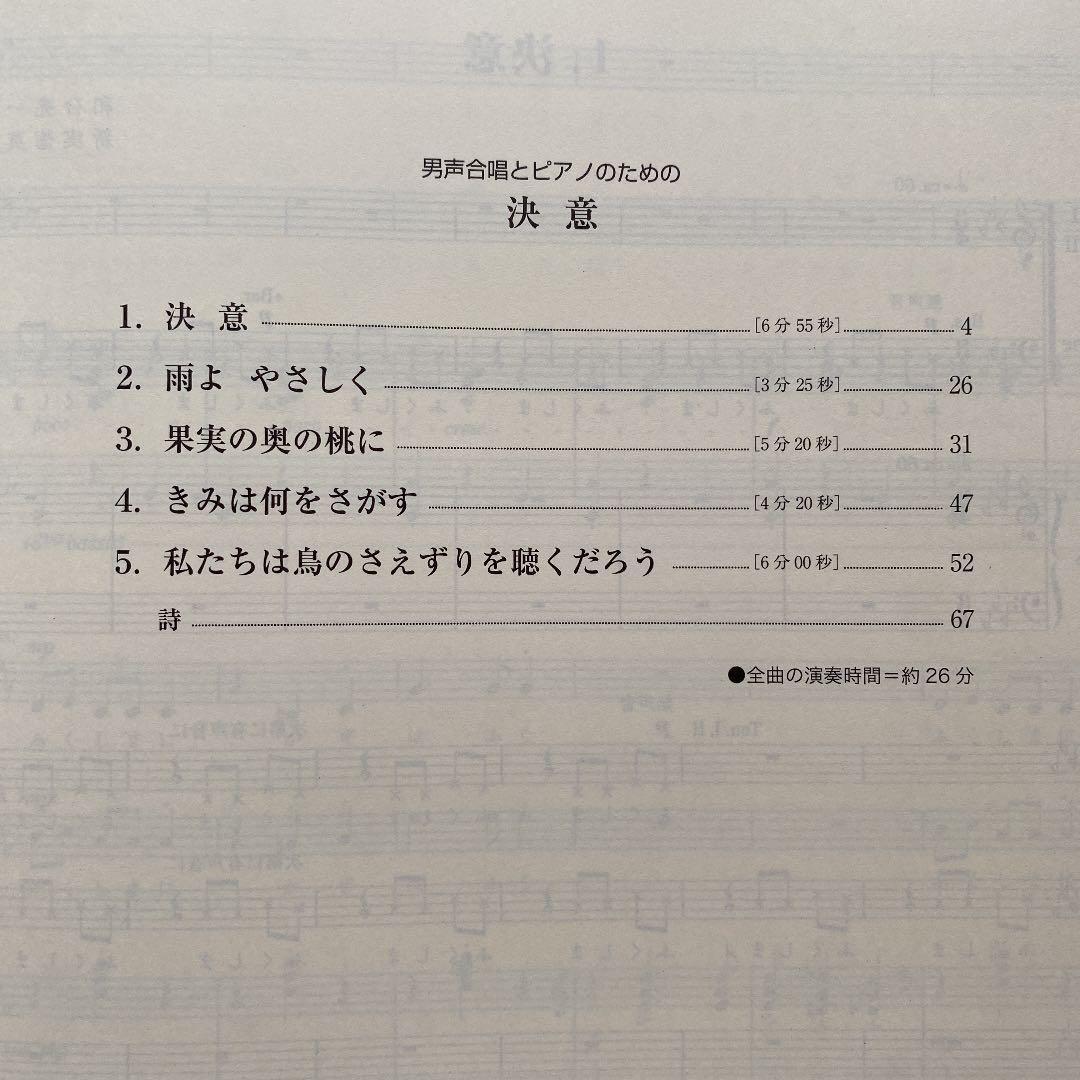 男声合唱とピアノのための
決 意
1. 決 意 [6分55秒] 4
2. 雨よ やさしく [3分25秒] 26
3. 果実の奥の桃に [5分20秒] 31
4. きみは何をさがす [4分20秒] 47
5. 私たちは鳥のさえずりを聴くだろう [6分00秒] 52
詩 67
●全曲の演奏時間＝約26分